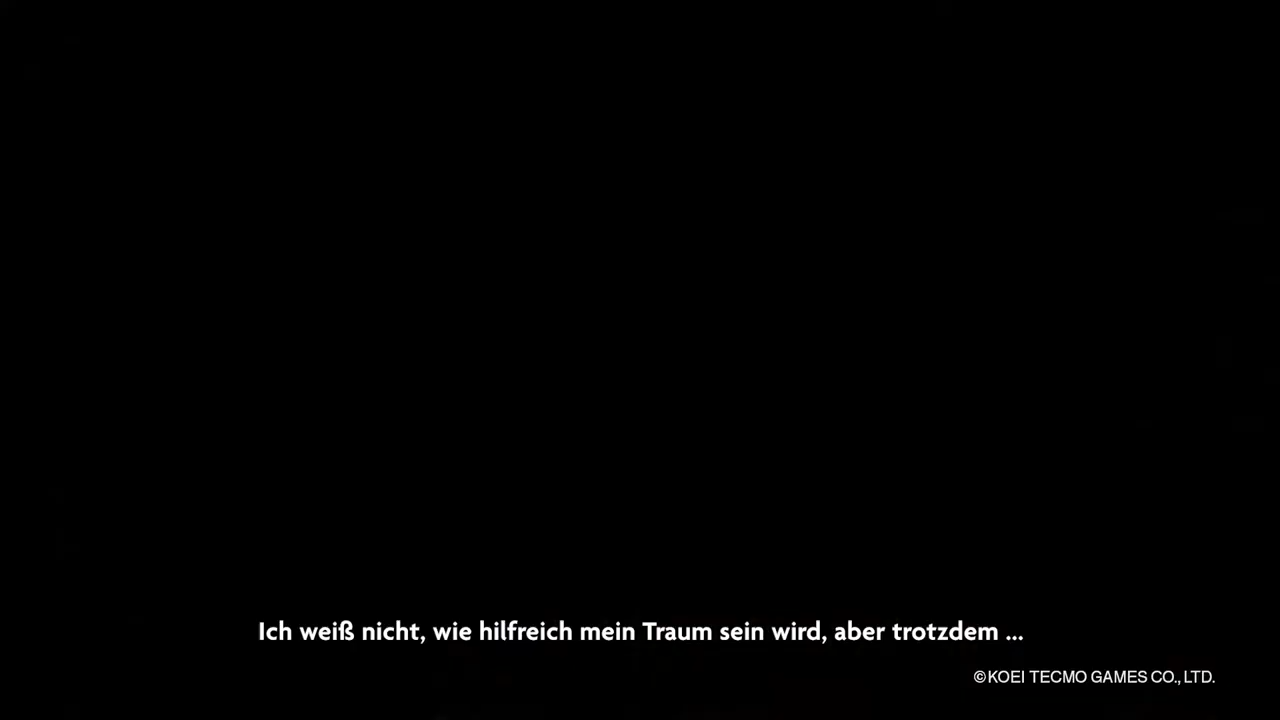 Ich weiß nicht, wie hilfreich mein Traum sein wird, aber trotzdem ...
©KOEI TECMO GAMES CO., LTD.